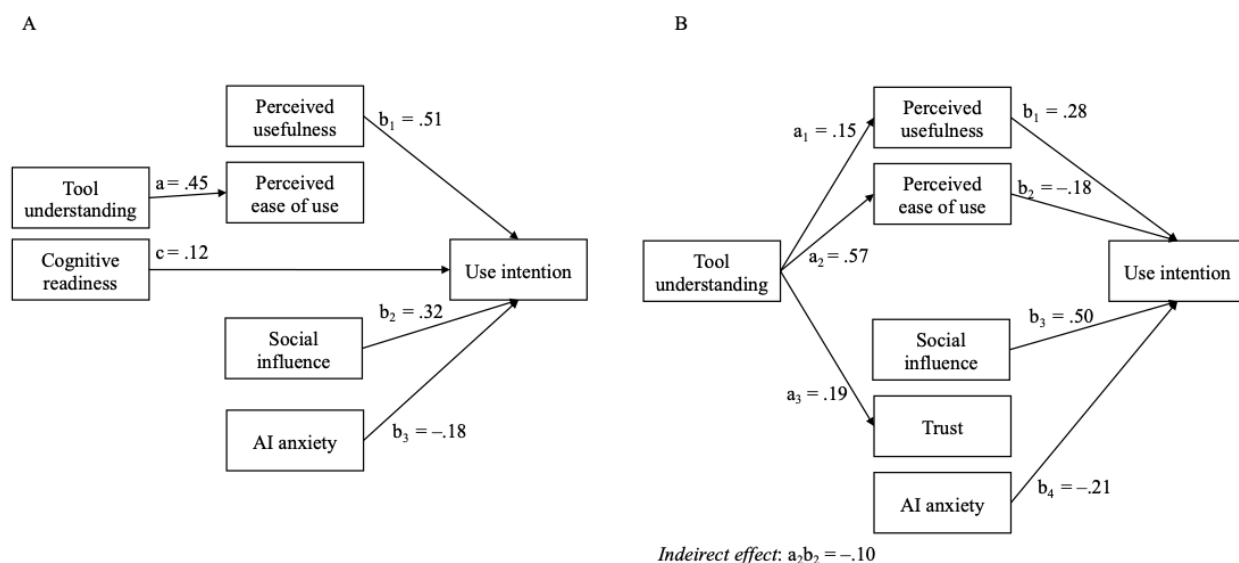 A
Perceived
usefulness
b₁ = .51
Tool
understanding
a = .45
Perceived
ease of use
Cognitive
readiness
c = .12
Use intention
Social
influence
b₂ = .32
AI anxiety
b₃ = –.18
B
Perceived
usefulness
a₁ = .15
b₁ = .28
Perceived
ease of use
b₂ = –.18
Tool
understanding
a₂ = .57
Use intention
Social
influence
b₃ = .50
a₃ = .19
Trust
AI anxiety
b₄ = –.21
Indeirect effect: a₂b₂ = –.10